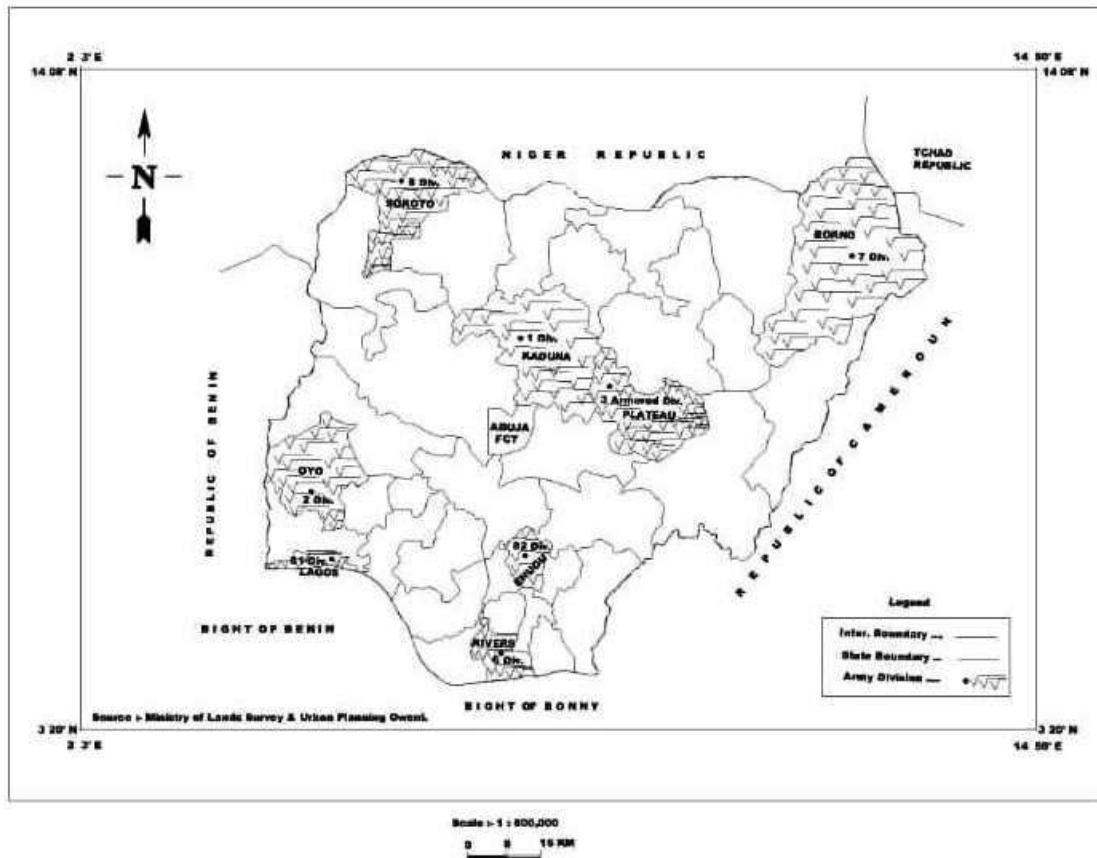 2 3' E
14 50' E
14 08' N
14 08' N
NIGER REPUBLIC
TCHAD
REPUBLIC
N
8 Div.
SOKOTO
BORNO
7 Div.
1 Div.
KADUNA
3 Armoured Div.
PLATEAU
ABUJA
FCT
REPUBLIC OF BENIN
REPUBLIC OF CAMEROUN
OYO
2 Div.
82 Div.
ENUGU
81 Div.
LAGOS
BIGHT OF BENIN
RIVERS
6 Div.
BIGHT OF BONNY
Legend
Inter. Boundary
State Boundary
Army Division
Source :- Ministry of Lands Survey & Urban Planning Owerri.
3 20' N
3 20' N
2 3' E
14 50' E
Scale :- 1 : 800,000
0 8 16 KM